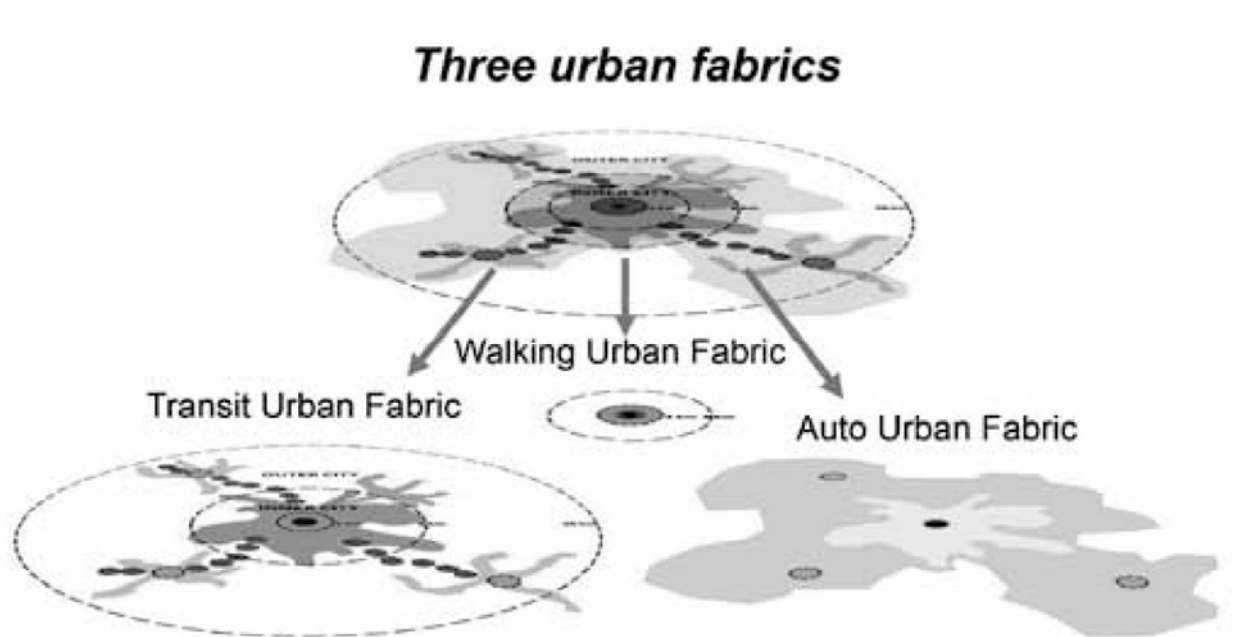 Three urban fabrics
OUTER CITY
INNER CITY
Walking Urban Fabric
Transit Urban Fabric
Auto Urban Fabric
OUTER CITY
INNER CITY